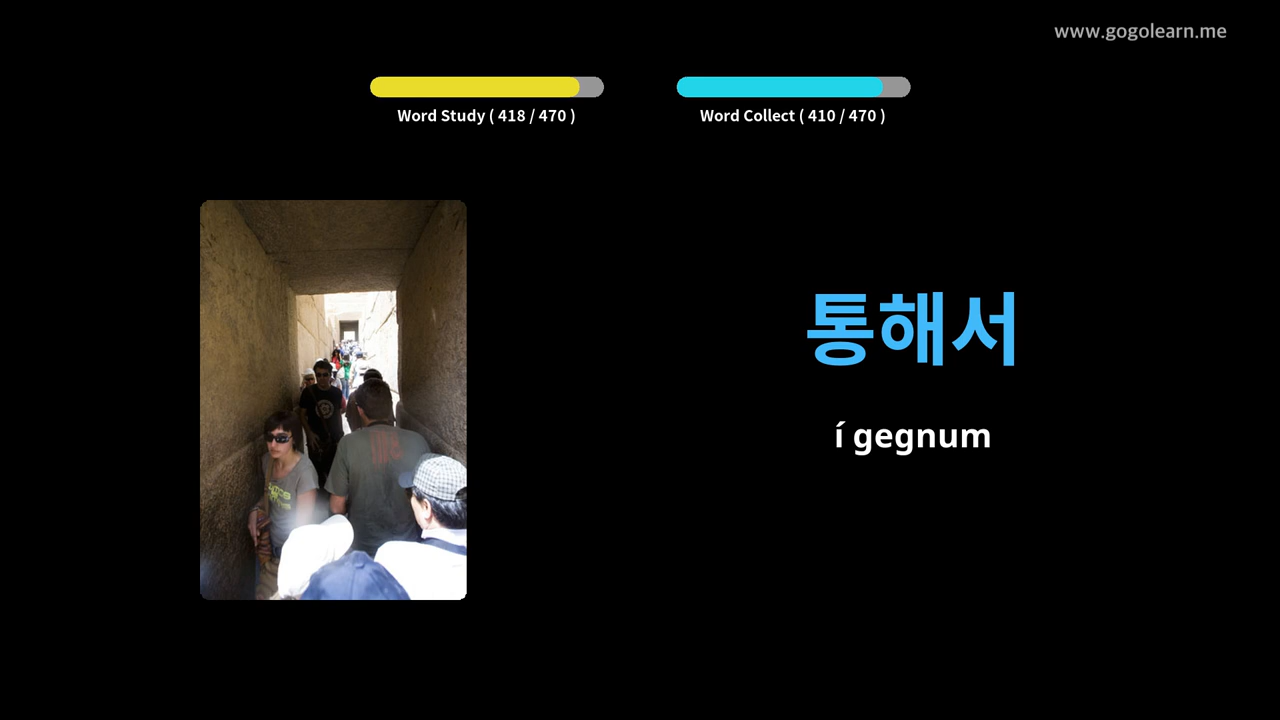 www.gogolearn.me
Word Study ( 418 / 470 )
Word Collect ( 410 / 470 )
통해서
í gegnum